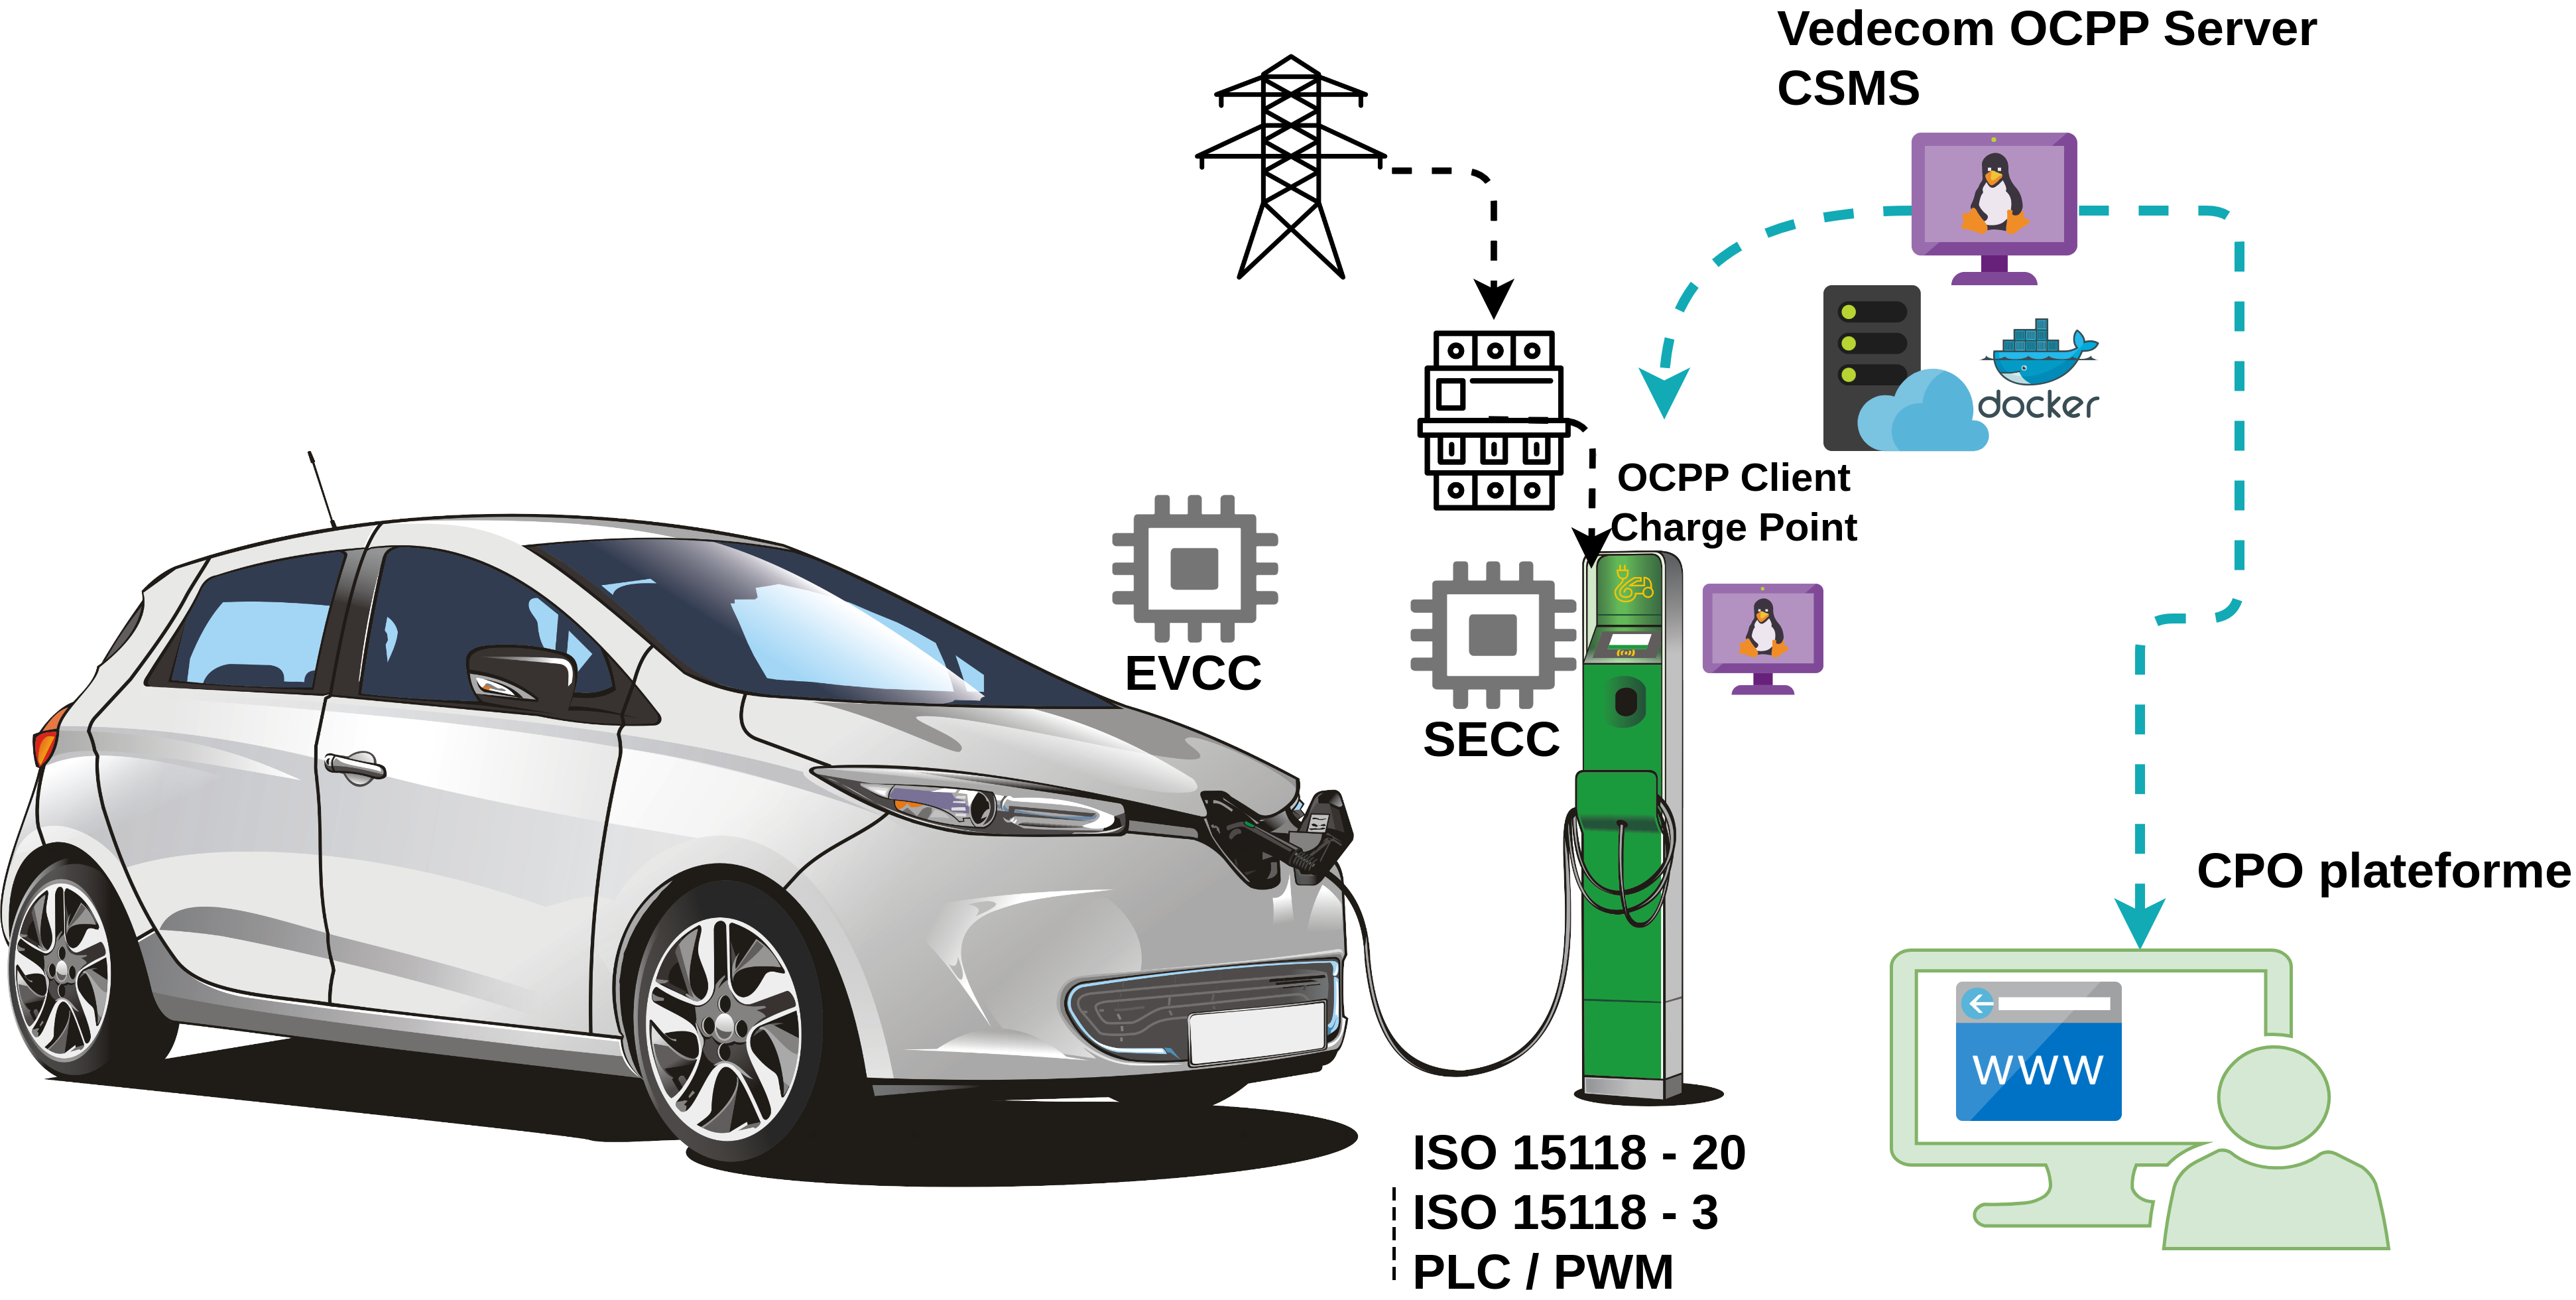 Vedecom OCPP Server
CSMS
docker
OCPP Client
Charge Point
EVCC
SECC
CPO plateforme
WWW
ISO 15118 - 20
ISO 15118 - 3
PLC / PWM